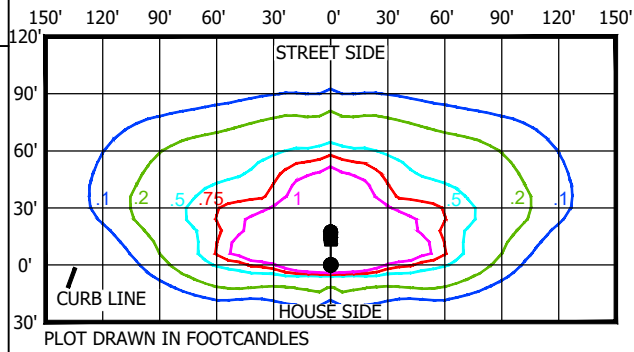 150' 120' 90' 60' 30' 0' 30' 60' 90' 120' 150'
120'
STREET SIDE
90'
60'
.1 .2 .5 .75 1 .5 .2 .1
30'
0'
CURB LINE
HOUSE SIDE
30'
PLOT DRAWN IN FOOTCANDLES